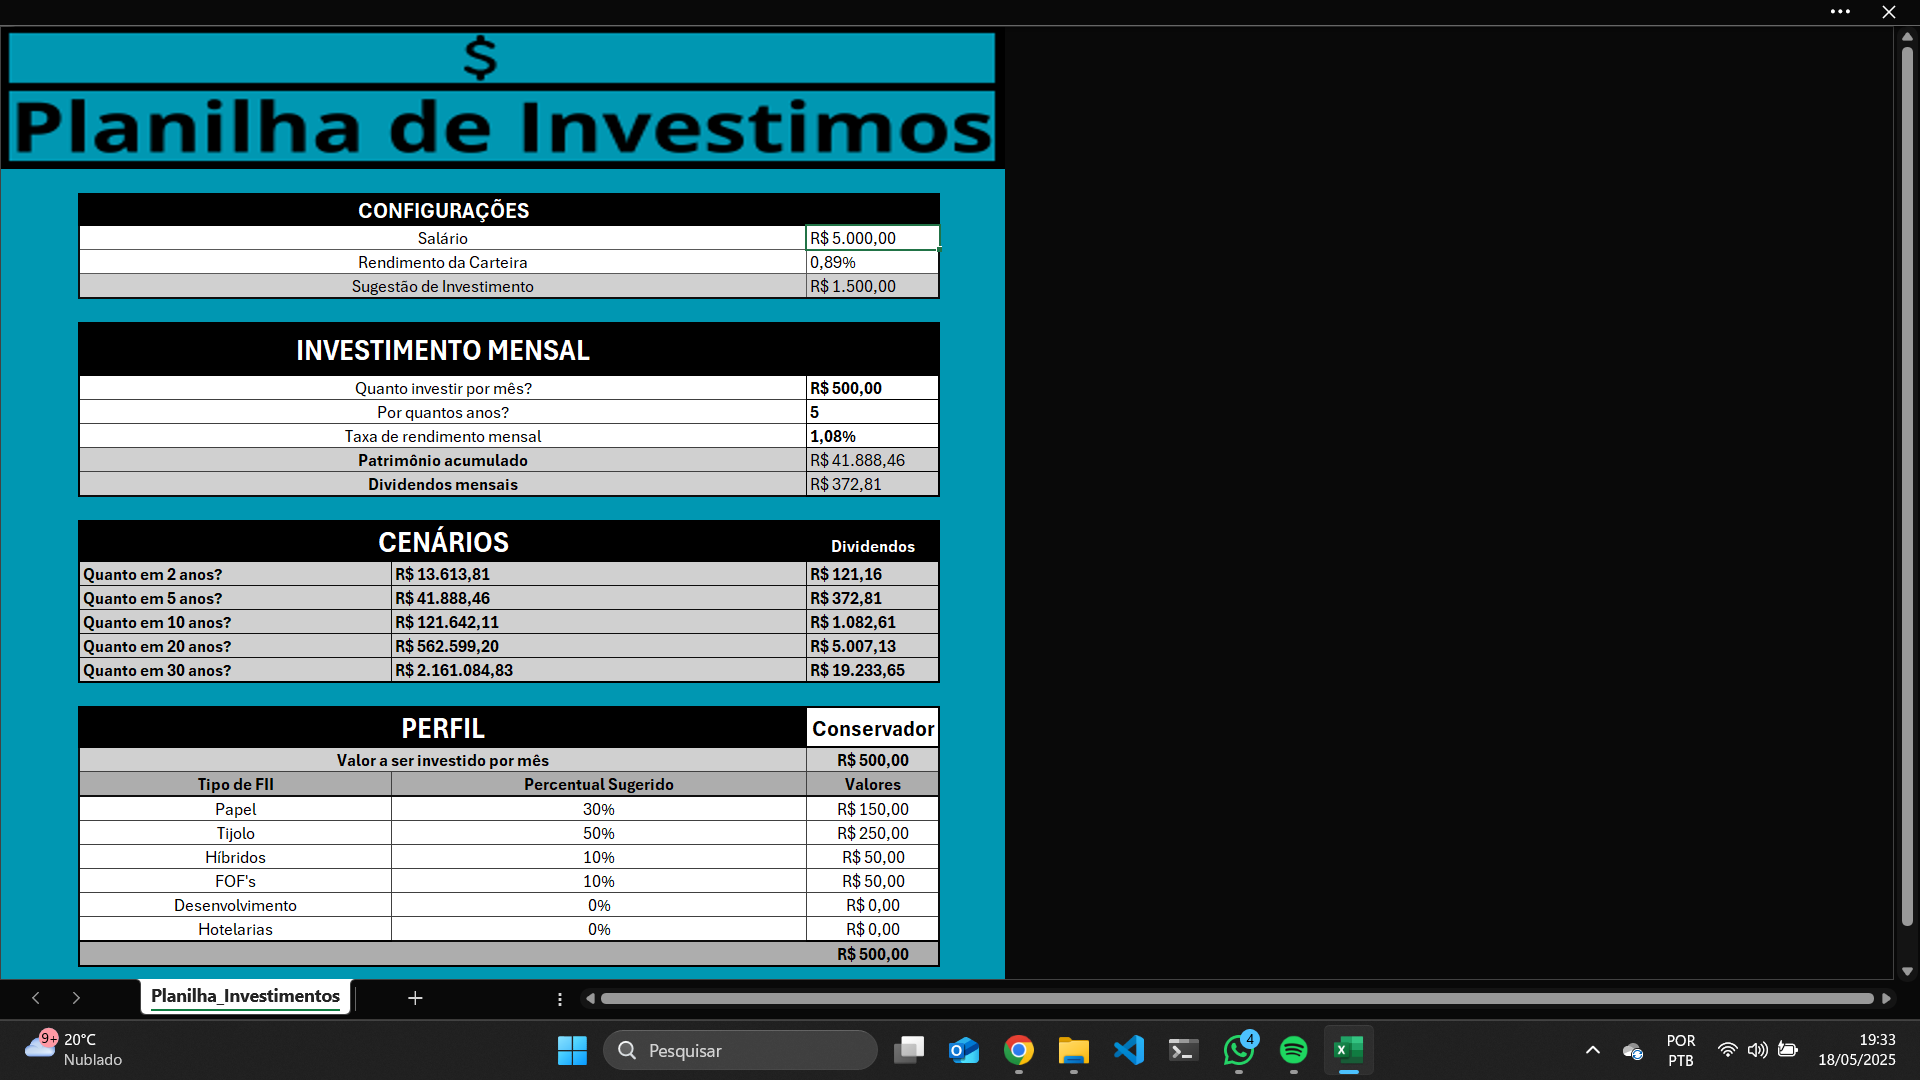 $
Planilha de Investimos
CONFIGURAÇÕES
Salário R$ 5.000,00
Rendimento da Carteira 0,89%
Sugestão de Investimento R$ 1.500,00
INVESTIMENTO MENSAL
Quanto investir por mês? R$ 500,00
Por quantos anos? 5
Taxa de rendimento mensal 1,08%
Patrimônio acumulado R$ 41.888,46
Dividendos mensais R$ 372,81
CENÁRIOS Dividendos
Quanto em 2 anos? R$ 13.613,81 R$ 121,16
Quanto em 5 anos? R$ 41.888,46 R$ 372,81
Quanto em 10 anos? R$ 121.642,11 R$ 1.082,61
Quanto em 20 anos? R$ 562.599,20 R$ 5.007,13
Quanto em 30 anos? R$ 2.161.084,83 R$ 19.233,65
PERFIL Conservador
Valor a ser investido por mês R$ 500,00
Tipo de FII Percentual Sugerido Valores
Papel 30% R$ 150,00
Tijolo 50% R$ 250,00
Híbridos 10% R$ 50,00
FOF's 10% R$ 50,00
Desenvolvimento 0% R$ 0,00
Hotelarias 0% R$ 0,00
R$ 500,00
Planilha_Investimentos
9+ 20°C
Nublado
Pesquisar
4
POR
PTB
19:33
18/05/2025